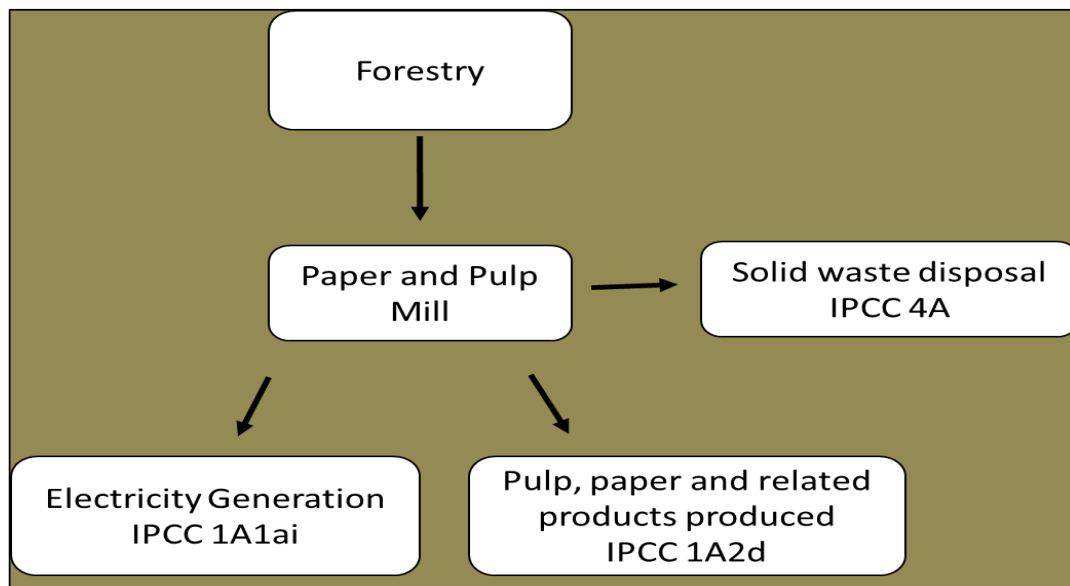 Forestry
Paper and Pulp
Mill
Solid waste disposal
IPCC 4A
Electricity Generation
IPCC 1A1ai
Pulp, paper and related
products produced
IPCC 1A2d